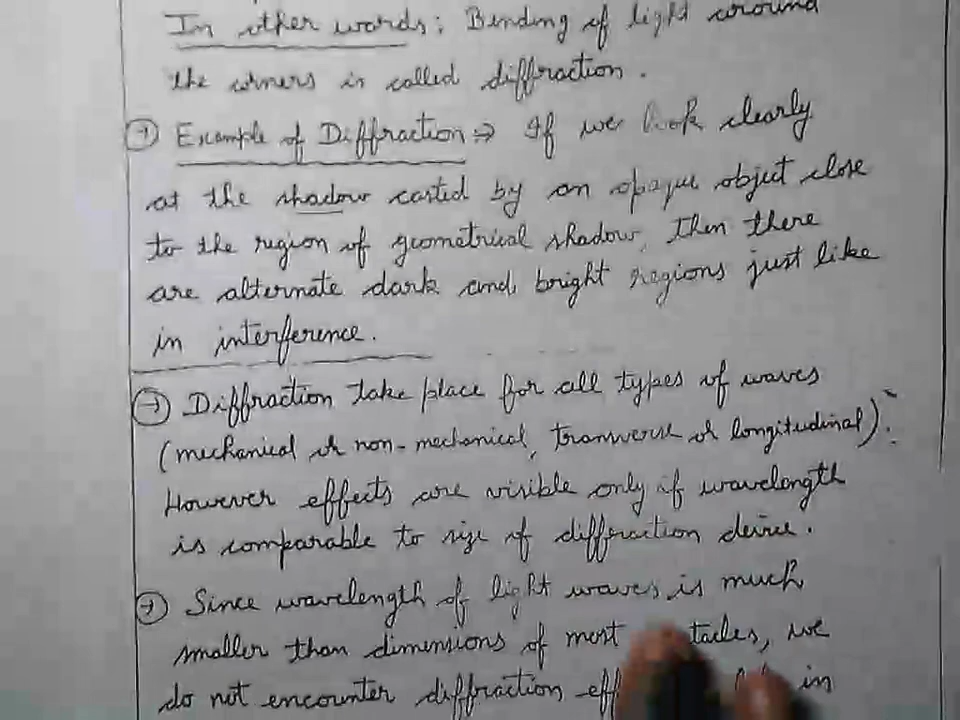 In other words: Bending of light around
the corners is called diffraction.
Example of Diffraction ⇒ If we look clearly
at the shadow casted by an opaque object close
to the region of geometrical shadow, then there
are alternate dark and bright regions just like
in interference.
→ Diffraction take place for all types of waves
(mechanical or non-mechanical, transverse or longitudinal).
However effects are visible only if wavelength
is comparable to size of diffraction device.
→ Since wavelength of light waves is much
smaller than dimensions of most we
do not encounter diffraction in